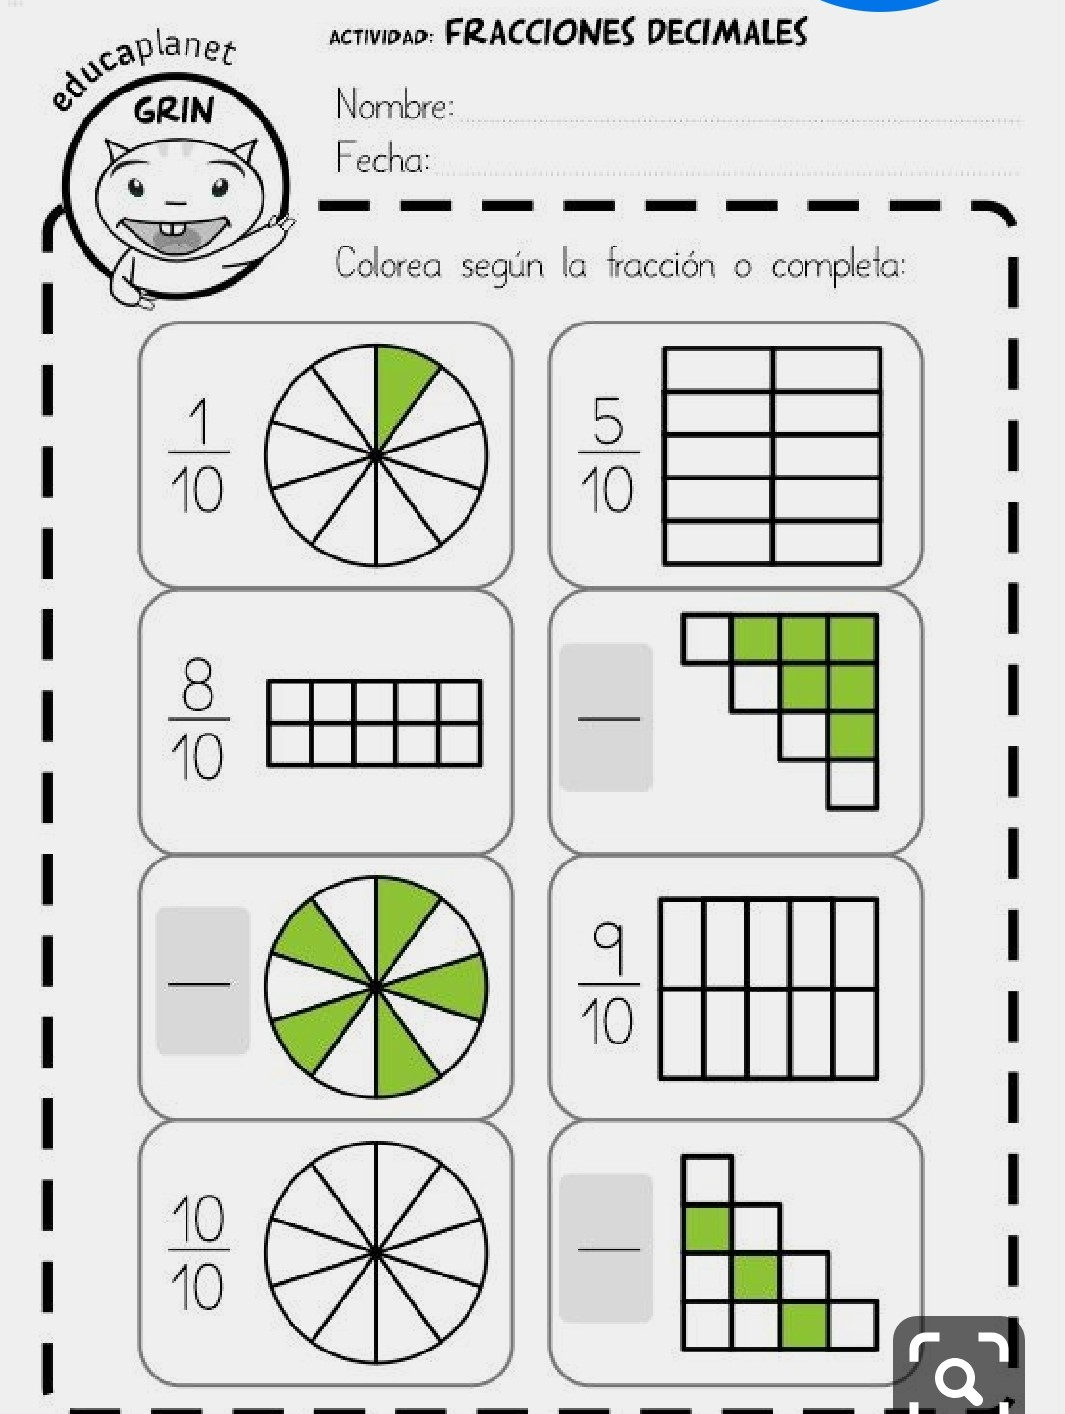 educaplanet
GRIN
ACTIVIDAD: FRACCIONES DECIMALES
Nombre:
Fecha:
Colorea según la fracción o completa:
1
10
5
10
8
10
9
10
10
10